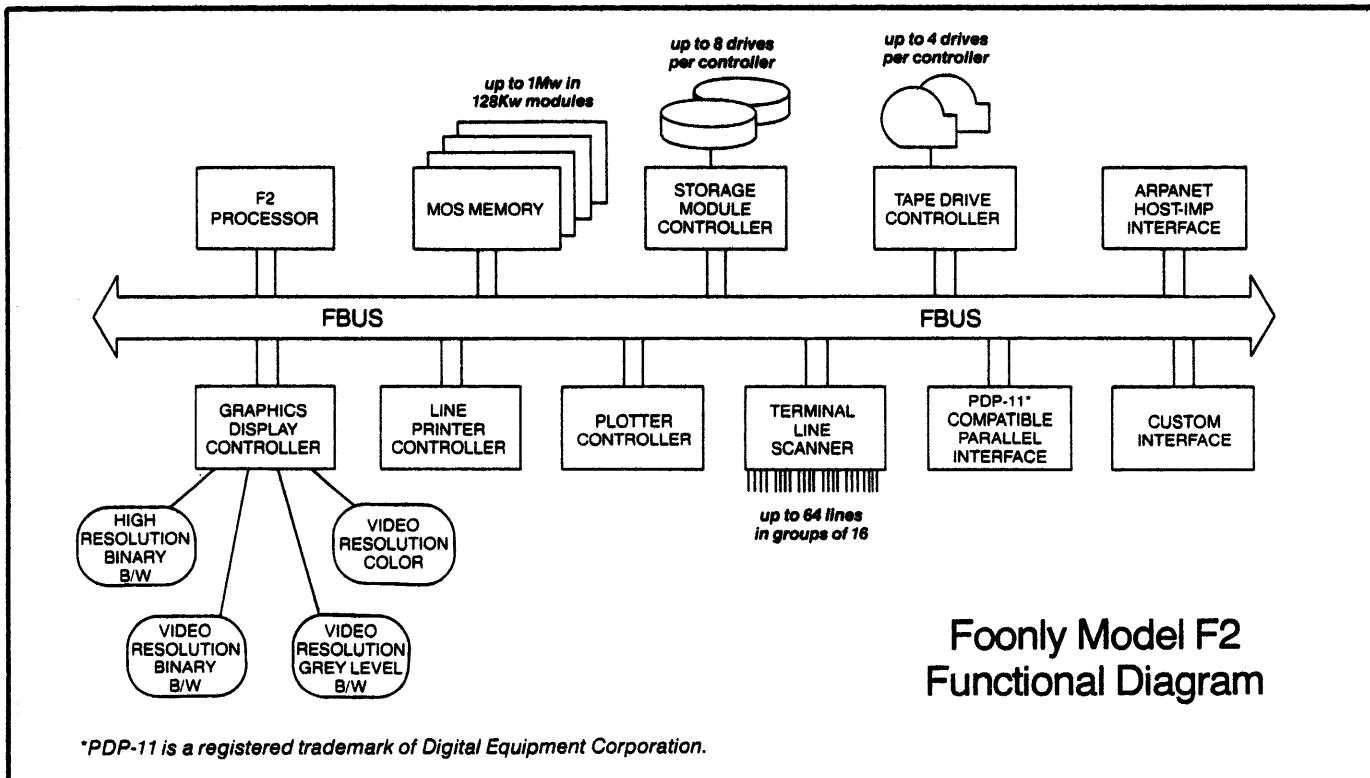 up to 8 drives
per controller
up to 4 drives
per controller
up to 1Mw in
128Kw modules
F2
PROCESSOR
MOS MEMORY
STORAGE
MODULE
CONTROLLER
TAPE DRIVE
CONTROLLER
ARPANET
HOST-IMP
INTERFACE
FBUS
FBUS
GRAPHICS
DISPLAY
CONTROLLER
LINE
PRINTER
CONTROLLER
PLOTTER
CONTROLLER
TERMINAL
LINE
SCANNER
PDP-11*
COMPATIBLE
PARALLEL
INTERFACE
CUSTOM
INTERFACE
up to 64 lines
in groups of 16
HIGH
RESOLUTION
BINARY
B/W
VIDEO
RESOLUTION
COLOR
VIDEO
RESOLUTION
BINARY
B/W
VIDEO
RESOLUTION
GREY LEVEL
B/W
Foonly Model F2
Functional Diagram
*PDP-11 is a registered trademark of Digital Equipment Corporation.